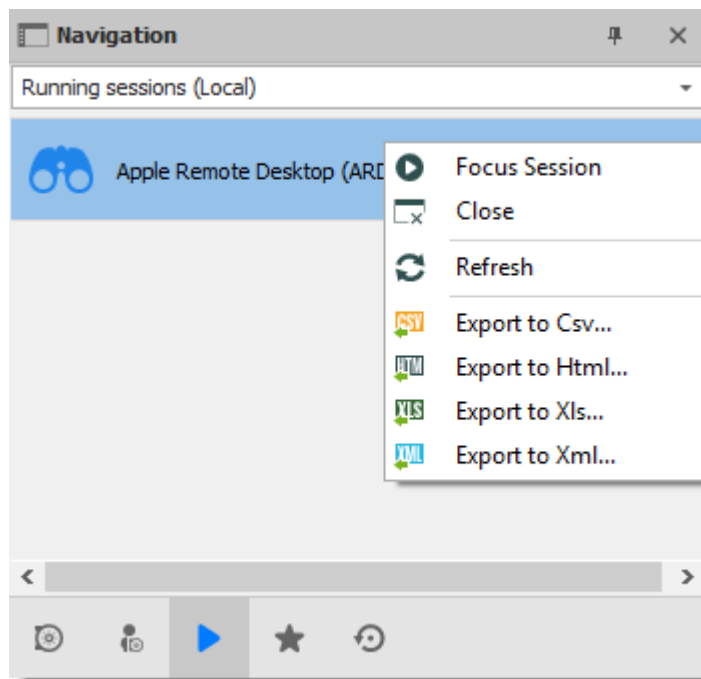 Navigation
Running sessions (Local)
Apple Remote Desktop (ARD
Focus Session
Close
Refresh
CSV
Export to Csv...
HTM
Export to Html...
XLS
Export to Xls...
XML
Export to Xml...